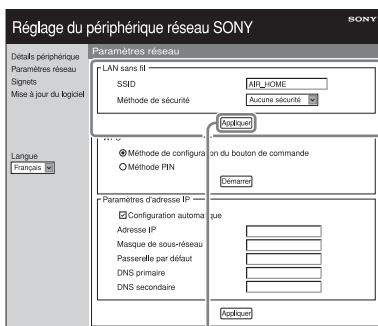 Réglage du périphérique réseau SONY
SONY
Détails périphérique
Paramètres réseau
Signets
Mise à jour du logiciel
Langue
Français
Paramètres réseau
LAN sans fil
SSID
AIR_HOME
Méthode de sécurité
Aucune sécurité
Appliquer
Méthode de configuration du bouton de commande
Méthode PIN
Démarrer
Paramètres d'adresse IP
Configuration automatique
Adresse IP
Masque de sous-réseau
Passerelle par défaut
DNS primaire
DNS secondaire
Appliquer